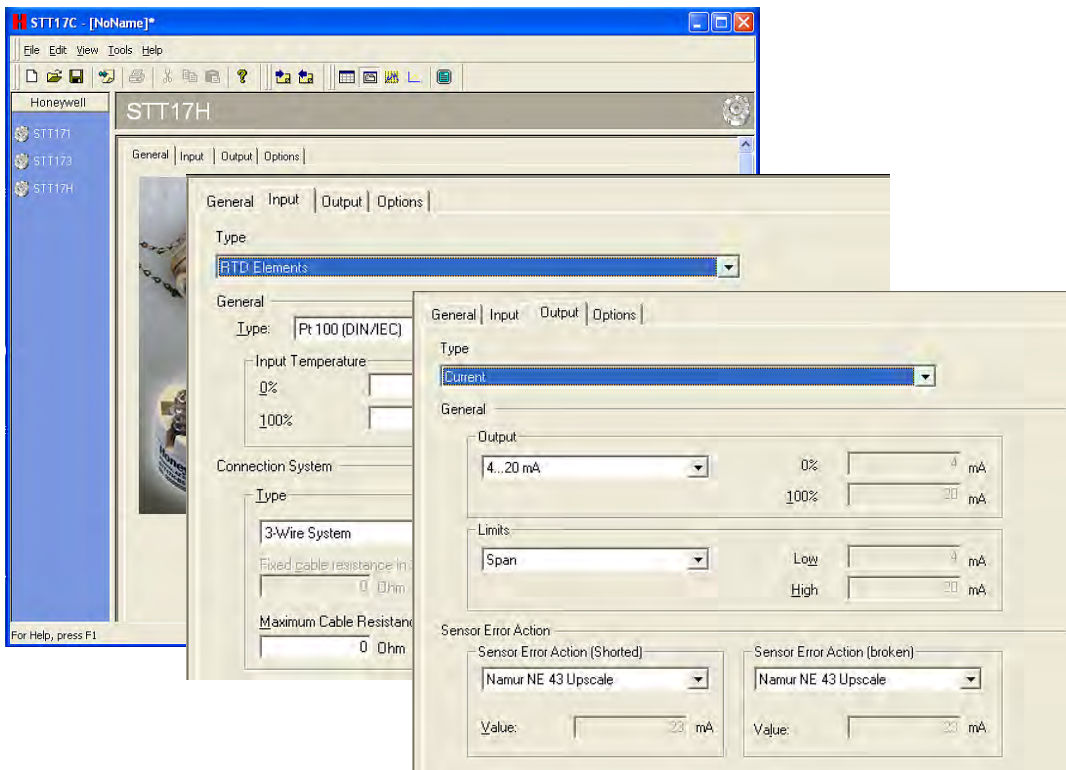 STT17C - [NoName]*
File Edit View Tools Help
Honeywell
STT17H
STT171
STT173
STT17H
General Input Output Options
General Input Output Options
Type
RTD Elements
General
Type: Pt 100 (DIN/IEC)
Input Temperature
0%
100%
Connection System
Type
3-Wire System
Fixed cable resistance in
0 Ohm
Maximum Cable Resistanc
0 Ohm
For Help, press F1
General Input Output Options
Type
Current
General
Output
4...20 mA 0% 4 mA
100% 20 mA
Limits
Span Low 4 mA
High 20 mA
Sensor Error Action
Sensor Error Action (Shorted) Sensor Error Action (broken)
Namur NE 43 Upscale Namur NE 43 Upscale
Value: 23 mA Value: 23 mA